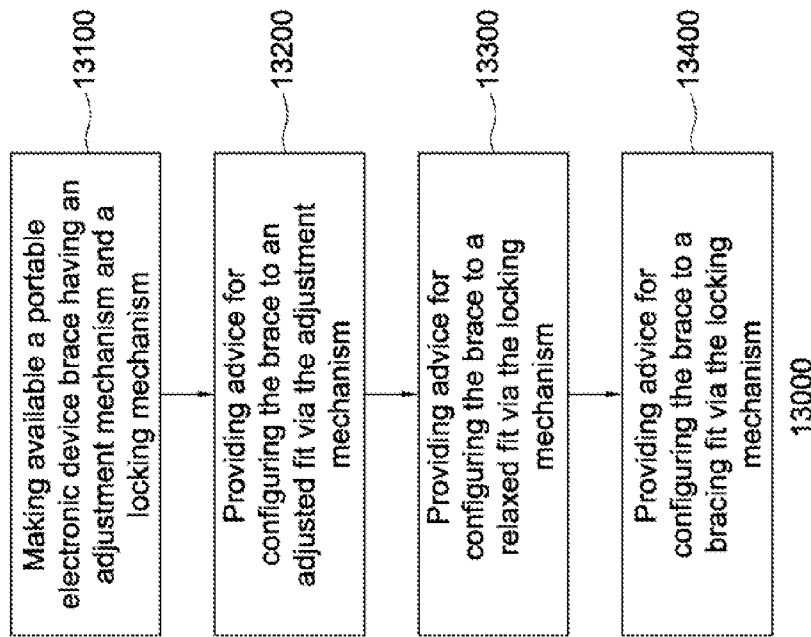 Making available a portable
electronic device brace having an
adjustment mechanism and a
locking mechanism
13100
Providing advice for
configuring the brace to an
adjusted fit via the adjustment
mechanism
13200
Providing advice for
configuring the brace to a
relaxed fit via the locking
mechanism
13300
Providing advice for
configuring the brace to a
bracing fit via the locking
mechanism
13400
13000